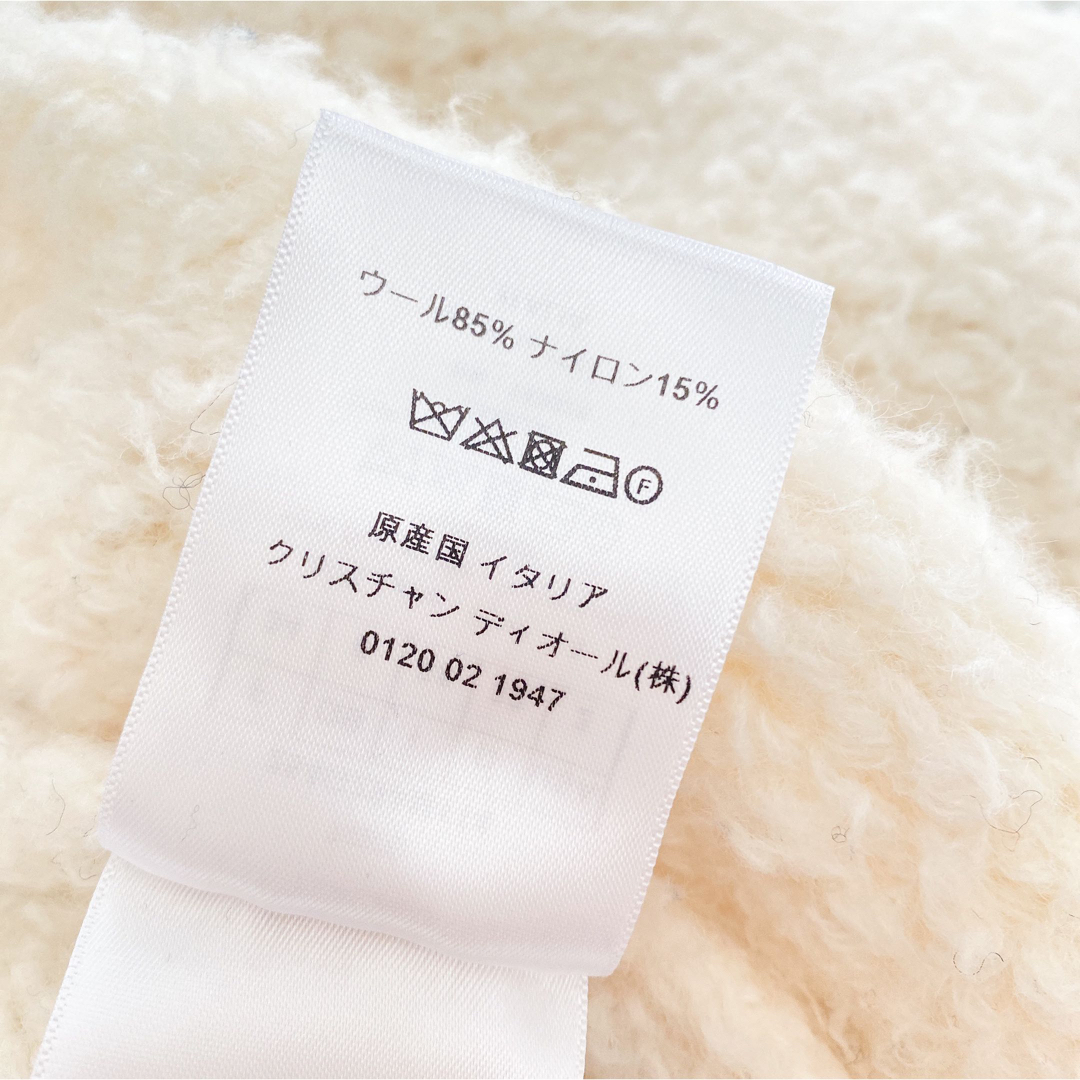 ウール85% ナイロン15%
F
原産国 イタリア
クリスチャン ディオール(株)
0120 02 1947